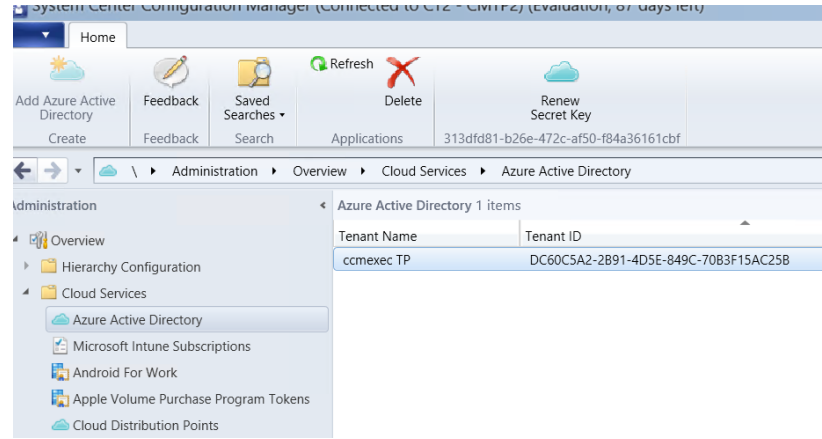 System Center Configuration Manager (Connected to CT2 - CMTP2) (Evaluation, 87 days left)
Home
Add Azure Active
Directory
Feedback
Saved
Searches
Refresh
Delete
Renew
Secret Key
Create
Feedback
Search
Applications
313dfd81-b26e-472c-af50-f84a36161cbf
\ Administration Overview Cloud Services Azure Active Directory
Administration
Azure Active Directory 1 items
Overview
Tenant Name Tenant ID
ccmexec TP DC60C5A2-2B91-4D5E-849C-70B3F15AC25B
Hierarchy Configuration
Cloud Services
Azure Active Directory
Microsoft Intune Subscriptions
Android For Work
Apple Volume Purchase Program Tokens
Cloud Distribution Points